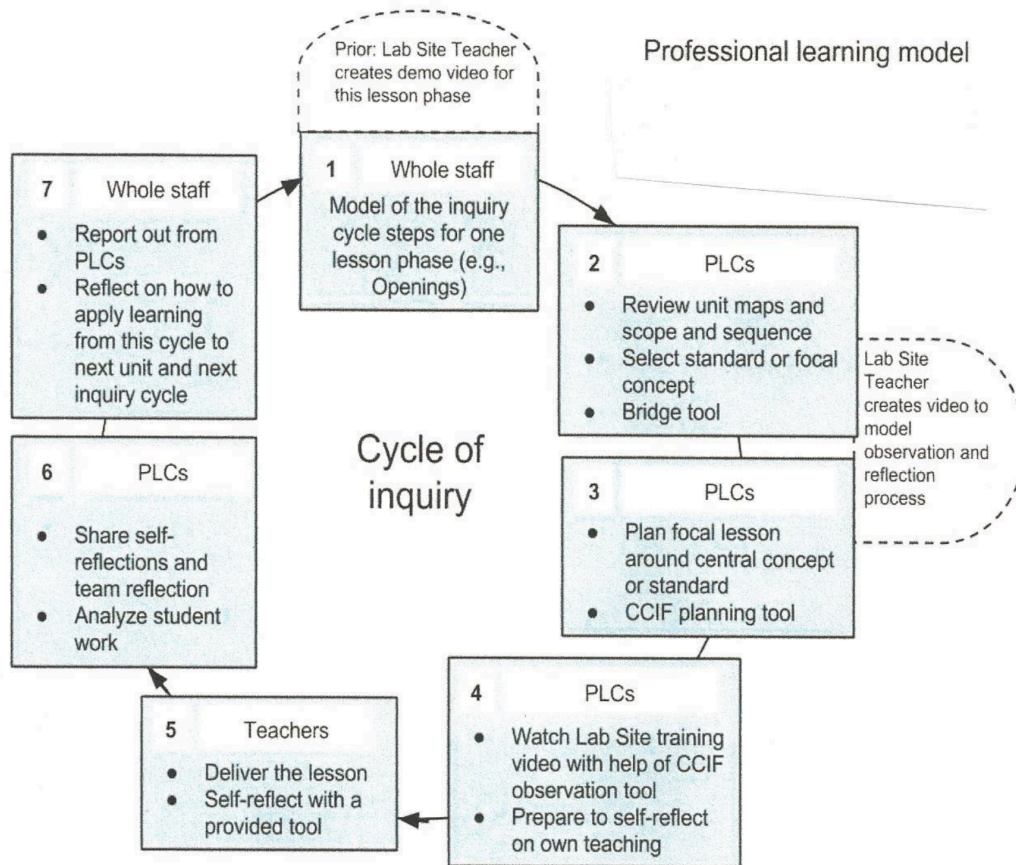 Professional learning model
Prior: Lab Site Teacher
creates demo video for
this lesson phase
1 Whole staff
Model of the inquiry
cycle steps for one
lesson phase (e.g.,
Openings)
2 PLCs
• Review unit maps and
scope and sequence
• Select standard or focal
concept
• Bridge tool
Lab Site
Teacher
creates video to
model
observation and
reflection
process
3 PLCs
• Plan focal lesson
around central concept
or standard
• CCIF planning tool
4 PLCs
• Watch Lab Site training
video with help of CCIF
observation tool
• Prepare to self-reflect
on own teaching
5 Teachers
• Deliver the lesson
• Self-reflect with a
provided tool
6 PLCs
• Share self-
reflections and
team reflection
• Analyze student
work
7 Whole staff
• Report out from
PLCs
• Reflect on how to
apply learning
from this cycle to
next unit and next
inquiry cycle
Cycle of
inquiry